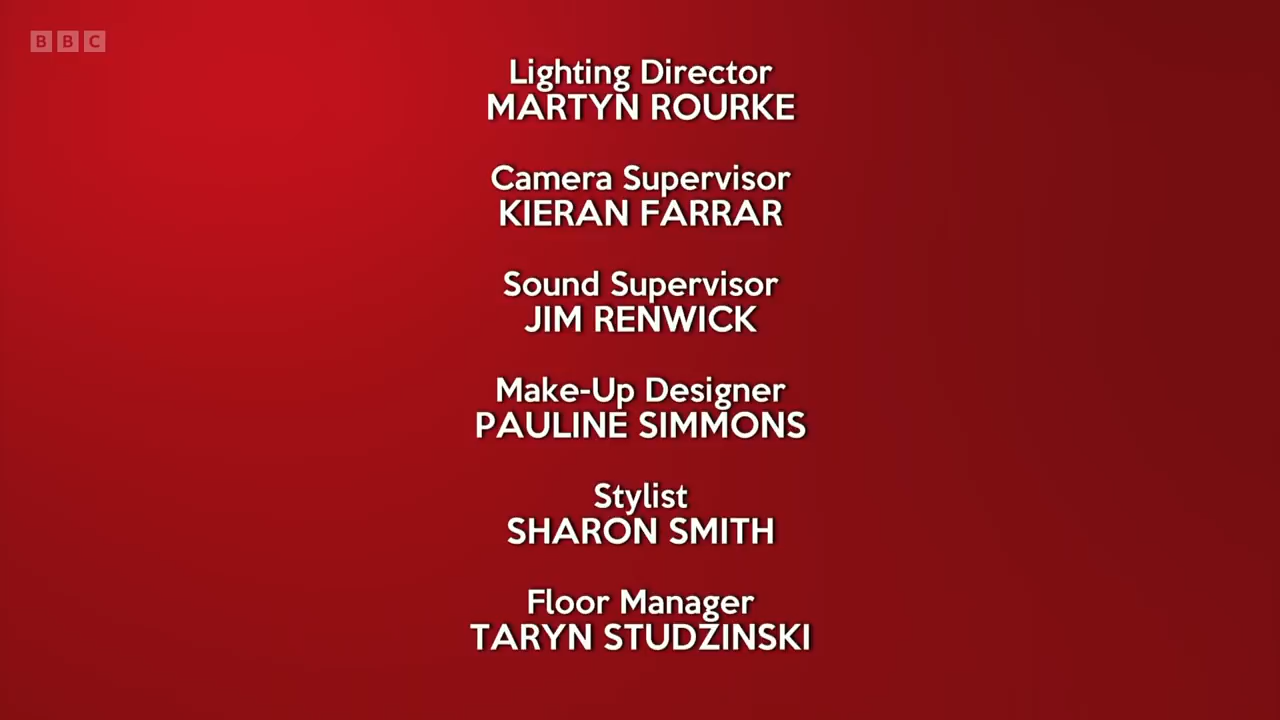 BBC
Lighting Director
MARTYN ROURKE
Camera Supervisor
KIERAN FARRAR
Sound Supervisor
JIM RENWICK
Make-Up Designer
PAULINE SIMMONS
Stylist
SHARON SMITH
Floor Manager
TARYN STUDZINSKI